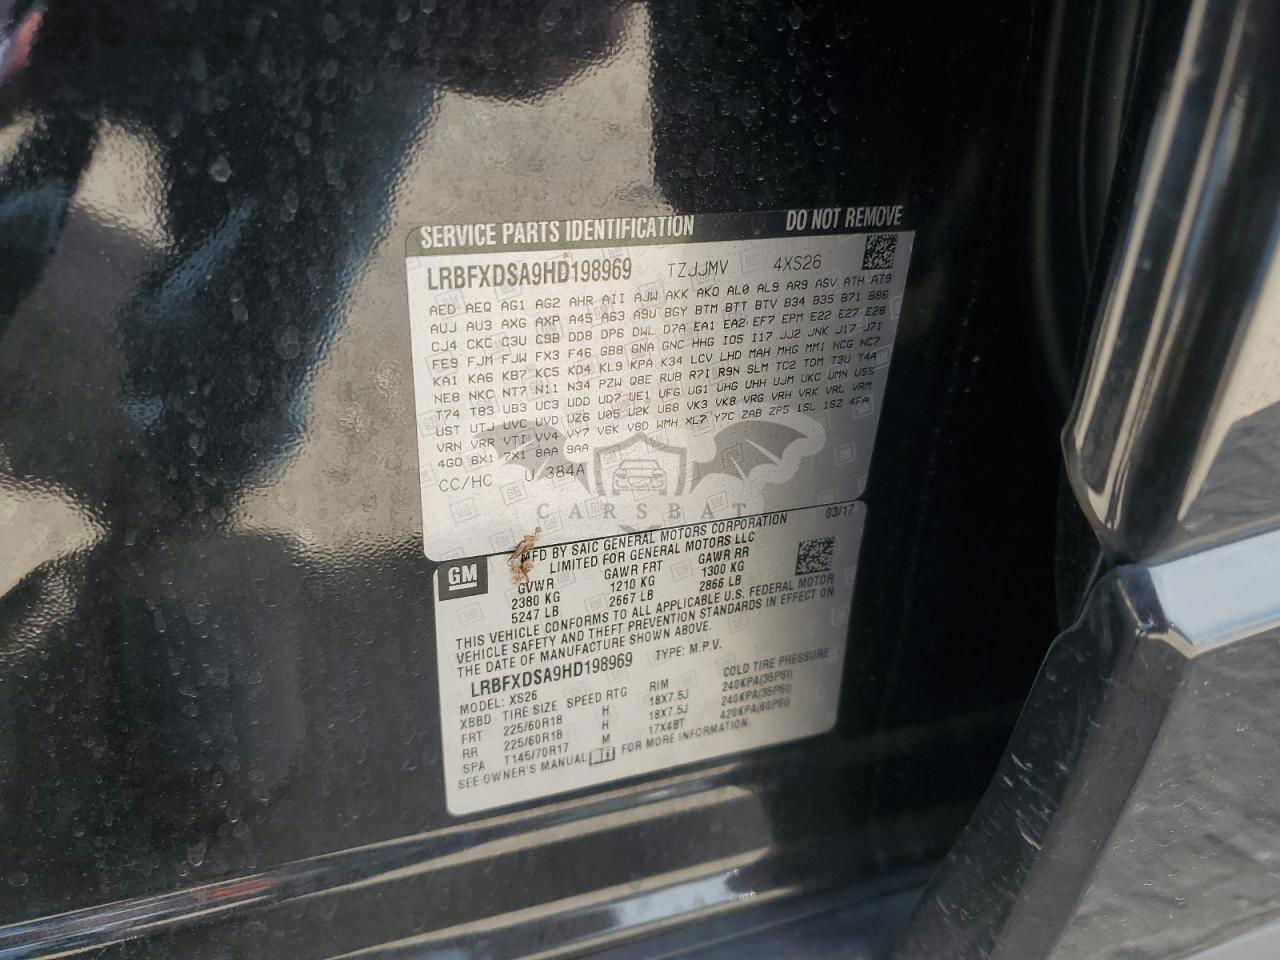 SERVICE PARTS IDENTIFICATION DO NOT REMOVE
LRBFXDSA9HD198969 TZJJMV 4XS26
AED AEQ AG1 AG2 AHR AII AJW AKK AKO AL0 AL9 AR9 ASV ATH AT9
AUJ AU3 AXG AXP A45 A63 A9U BGY BTM BTT BTV B34 B35 B71 B86
CJ4 CKC C3U C9B DD8 DP6 DWL D7A EA1 EA2 EF7 EPM E22 E27 E28
FE9 FJM FJW FX3 F46 GBB GNA GNC HHG IO5 I17 JJ2 JNK J17 J71
KA1 KA6 KB7 KC5 KD4 KL9 KPA K34 LCV LHD MAH MHG MM1 NCG NC7
NE8 NKC NT7 N11 N34 PZW Q8E RUB R7I R9N SLM TC2 TDM T3U T4A
T74 T83 UB3 UC3 UDD UD7 UE1 UFG UG1 UHG UHH UJM UKC UMN USS
UST UTJ UVC UVD UZ6 U05 U2K U68 VK3 VK8 VRG VRH VRK VRL VRM
VRN VRR VTI VV4 VY7 V6K V8D WMH XL7 Y7C ZAB ZP5 1SL 1SZ 4FA
4G0 6X1 7X1 8AA 9AA
CC/HC U 384A
CARSBAT
03/17
GM
MFD BY SAIC GENERAL MOTORS CORPORATION
LIMITED FOR GENERAL MOTORS LLC
GVWR GAWR FRT GAWR RR
2380 KG 1210 KG 1300 KG
5247 LB 2667 LB 2866 LB
THIS VEHICLE CONFORMS TO ALL APPLICABLE U.S. FEDERAL MOTOR
VEHICLE SAFETY AND THEFT PREVENTION STANDARDS IN EFFECT ON
THE DATE OF MANUFACTURE SHOWN ABOVE.
LRBFXDSA9HD198969 TYPE: M.P.V.
MODEL: XS26
XBBD TIRE SIZE SPEED RTG RIM COLD TIRE PRESSURE
FRT 225/60R18 H 18X7.5J 240KPA(35PSI)
RR 225/60R18 H 18X7.5J 240KPA(35PSI)
SPA T145/70R17 M 17X4BT 420KPA(60PSI)
SEE OWNER'S MANUAL FOR MORE INFORMATION.